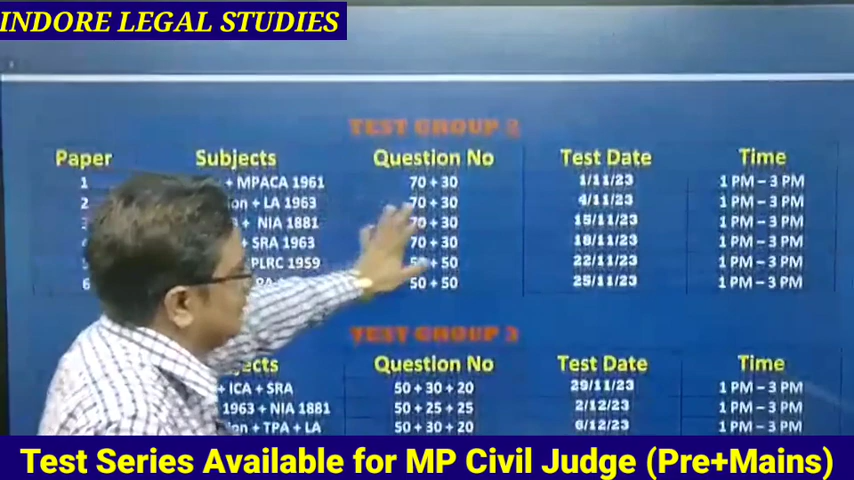 INDORE LEGAL STUDIES
TEST GROUP 2
Paper Subjects Question No Test Date Time
1 + MPACA 1961 70 + 30 1/11/23 1 PM – 3 PM
2 + LA 1963 70 + 30 4/11/23 1 PM – 3 PM
+ NIA 1881 70 + 30 15/11/23 1 PM – 3 PM
+ SRA 1963 70 + 30 18/11/23 1 PM – 3 PM
PLRC 1959 50 + 50 22/11/23 1 PM – 3 PM
6 50 + 50 25/11/23 1 PM – 3 PM
TEST GROUP 3
Question No Test Date Time
+ ICA + SRA 50 + 30 + 20 29/11/23 1 PM – 3 PM
1963 + NIA 1881 50 + 25 + 25 2/12/23 1 PM – 3 PM
+ TPA + LA 50 + 30 + 20 6/12/23 1 PM – 3 PM
Test Series Available for MP Civil Judge (Pre+Mains)